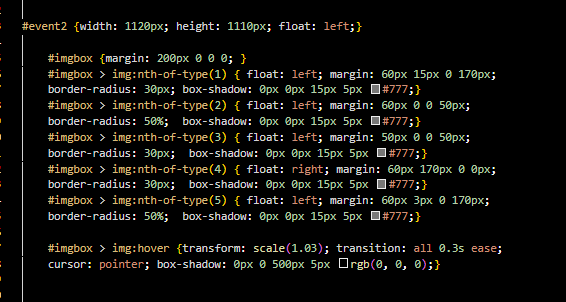 #event2 {width: 1120px; height: 1110px; float: left;}
#imgbox {margin: 200px 0 0 0; }
#imgbox > img:nth-of-type(1) { float: left; margin: 60px 15px 0 170px;
border-radius: 30px; box-shadow: 0px 0px 15px 5px #777;}
#imgbox > img:nth-of-type(2) { float: left; margin: 60px 0 0 50px;
border-radius: 50%;  box-shadow: 0px 0px 15px 5px #777;}
#imgbox > img:nth-of-type(3) { float: left; margin: 50px 0 0 50px;
border-radius: 30px;  box-shadow: 0px 0px 15px 5px #777;}
#imgbox > img:nth-of-type(4) { float: right; margin: 60px 170px 0 0px;
border-radius: 30px;  box-shadow: 0px 0px 15px 5px #777;}
#imgbox > img:nth-of-type(5) { float: left; margin: 60px 3px 0 170px;
border-radius: 50%;  box-shadow: 0px 0px 15px 5px #777;}
#imgbox > img:hover {transform: scale(1.03); transition: all 0.3s ease;
cursor: pointer; box-shadow: 0px 0 500px 5px rgb(0, 0, 0);}